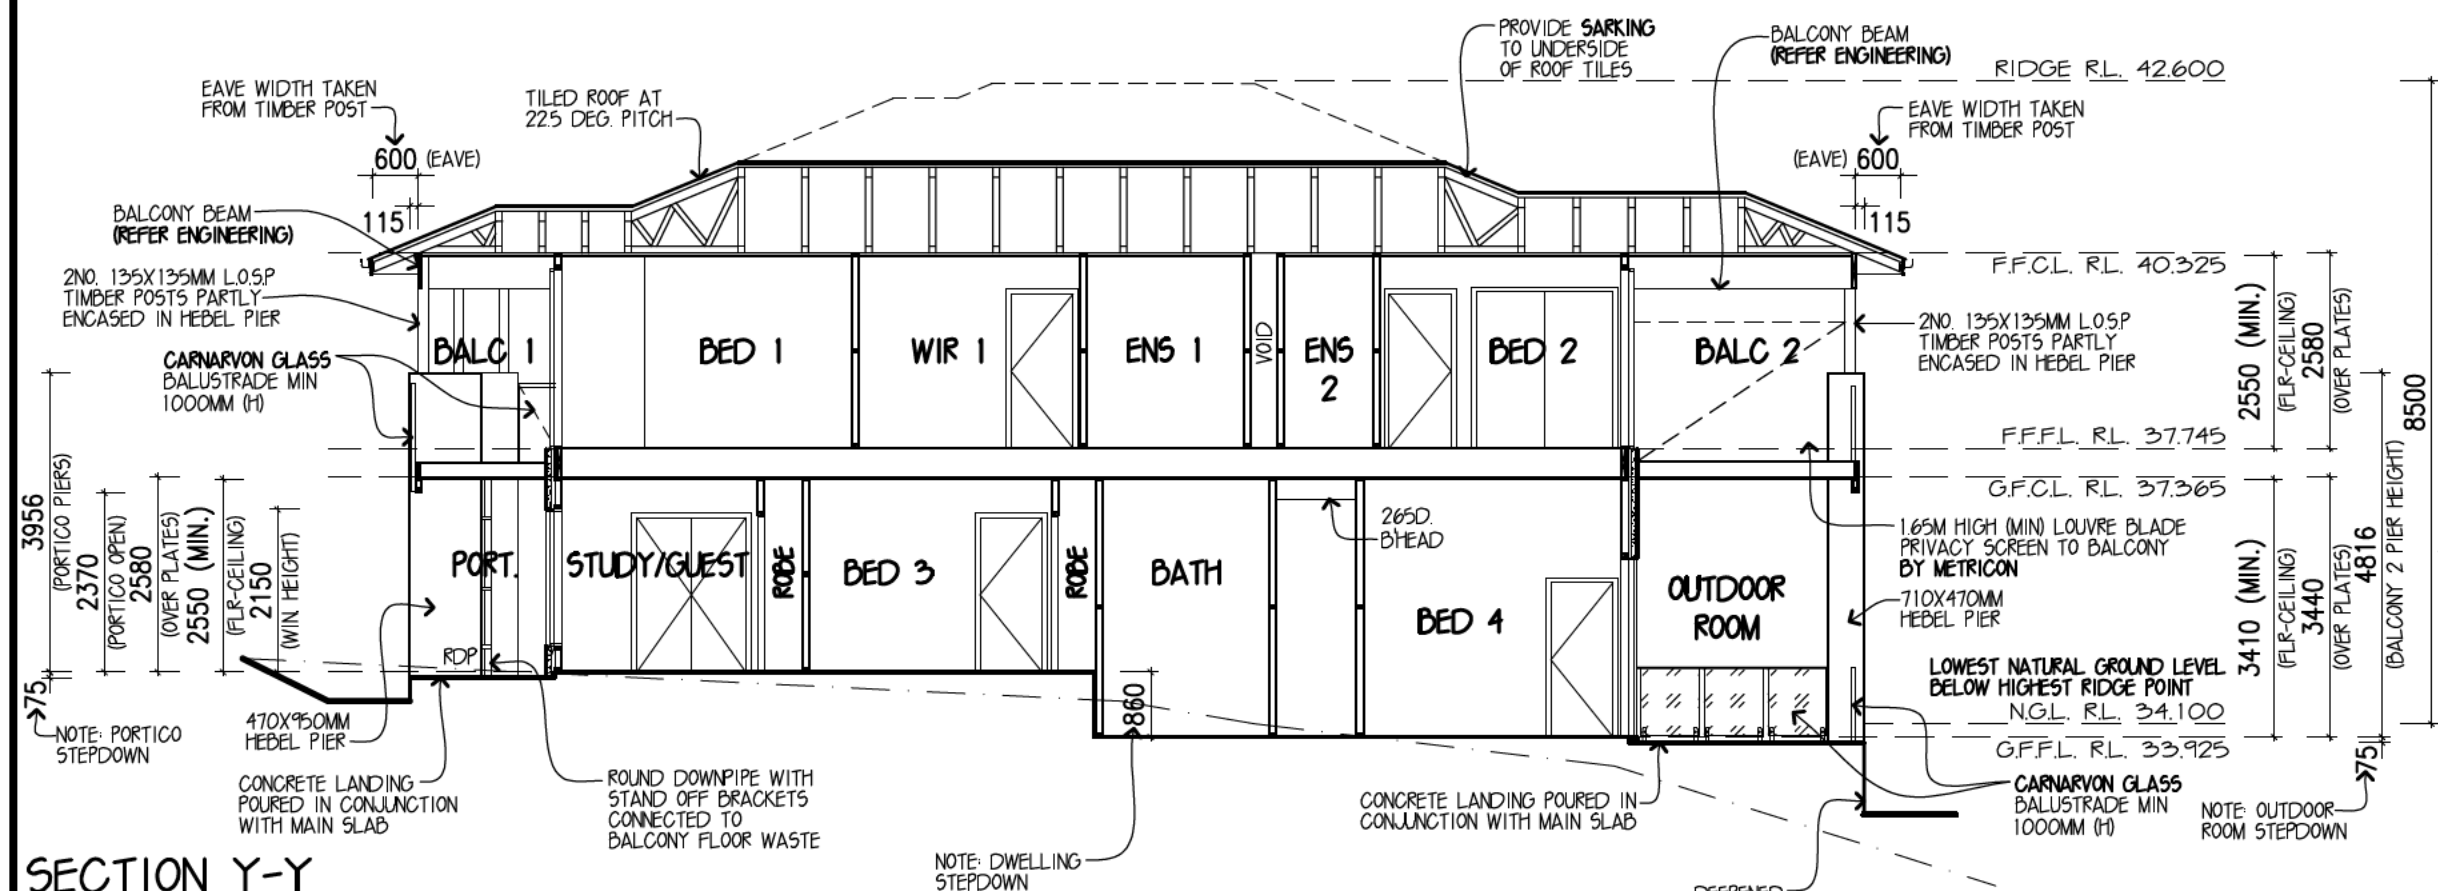 PROVIDE SARKING
TO UNDERSIDE
OF ROOF TILES
BALCONY BEAM
(REFER ENGINEERING)
RIDGE R.L. 42.600
EAVE WIDTH TAKEN
FROM TIMBER POST
TILED ROOF AT
22.5 DEG. PITCH
EAVE WIDTH TAKEN
FROM TIMBER POST
600 (EAVE)
(EAVE) 600
115
115
BALCONY BEAM
(REFER ENGINEERING)
2NO. 135X135MM L.O.S.P
TIMBER POSTS PARTLY
ENCASED IN HEBEL PIER
CARNARVON GLASS
BALUSTRADE MIN
1000MM (H)
F.F.C.L. R.L. 40.325
2NO. 135X135MM L.O.S.P
TIMBER POSTS PARTLY
ENCASED IN HEBEL PIER
BALC 1
BED 1
WIR 1
ENS 1
VOID
ENS
2
BED 2
BALC 2
2550 (MIN.)
(FLR-CEILING)
2580
(OVER PLATES)
8500
F.F.F.L. R.L. 37.745
G.F.C.L. R.L. 37.365
3956
(PORTICO PIERS)
2370
(PORTICO OPEN)
2580
(OVER PLATES)
2550 (MIN.)
(FLR-CEILING)
2150
(WIN. HEIGHT)
PORT.
STUDY/GUEST
ROBE
BED 3
ROBE
BATH
265D.
B'HEAD
BED 4
OUTDOOR
ROOM
1.65M HIGH (MIN) LOUVRE BLADE
PRIVACY SCREEN TO BALCONY
BY METRICON
710X470MM
HEBEL PIER
3410 (MIN.)
(FLR-CEILING)
3440
(OVER PLATES)
4816
(BALCONY 2 PIER HEIGHT)
RDP
860
LOWEST NATURAL GROUND LEVEL
BELOW HIGHEST RIDGE POINT
N.G.L. R.L. 34.100
G.F.F.L. R.L. 33.925
75
NOTE: PORTICO
STEPDOWN
470X950MM
HEBEL PIER
CONCRETE LANDING
POURED IN CONJUNCTION
WITH MAIN SLAB
ROUND DOWNPIPE WITH
STAND OFF BRACKETS
CONNECTED TO
BALCONY FLOOR WASTE
NOTE: DWELLING
STEPDOWN
CONCRETE LANDING POURED IN
CONJUNCTION WITH MAIN SLAB
CARNARVON GLASS
BALUSTRADE MIN
1000MM (H)
75
NOTE: OUTDOOR
ROOM STEPDOWN
DEEPENED
SECTION Y-Y